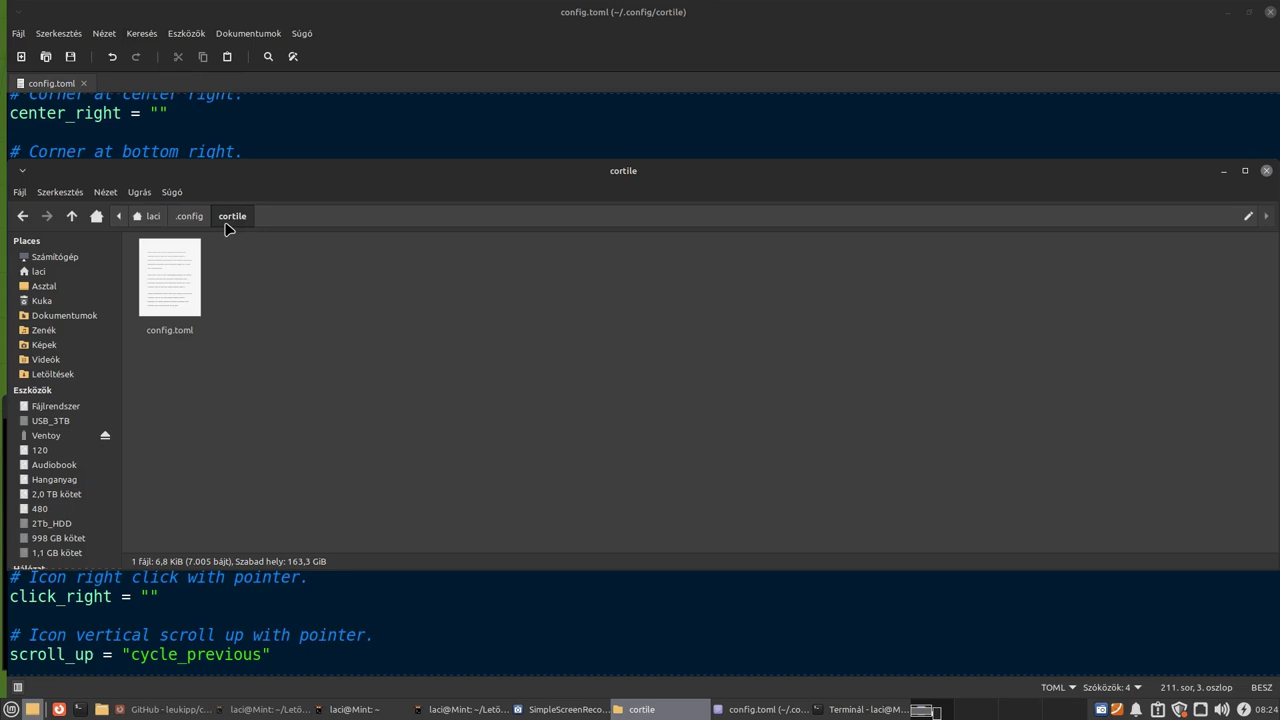 config.toml (~/.config/cortile)
Fájl Szerkesztés Nézet Keresés Eszközök Dokumentumok Súgó
config.toml
# Corner at center right.
center_right = ""
# Corner at bottom right.
cortile
Fájl Szerkesztés Nézet Ugrás Súgó
laci .config cortile
Places
Számítógép
laci
Asztal
Kuka
Dokumentumok
Zenék
Képek
Videók
Letöltések
Eszközök
Fájlrendszer
USB_3TB
Ventoy
120
Audiobook
Hanganyag
2,0 TB kötet
480
2Tb_HDD
998 GB kötet
1,1 GB kötet
Hálózat
config.toml
1 fájl: 6,8 KiB (7.005 bájt), Szabad hely: 163,3 GiB
# Icon right click with pointer.
click_right = ""
# Icon vertical scroll up with pointer.
scroll_up = "cycle_previous"
TOML Szóközök: 4 211. sor, 3. oszlop BESZ
GitHub - leukipp/c... laci@Mint: ~/Letö... laci@Mint: ~ laci@Mint: ~/Letö... SimpleScreenReco... cortile config.toml (~/.co... Terminál - laci@M... 08:24